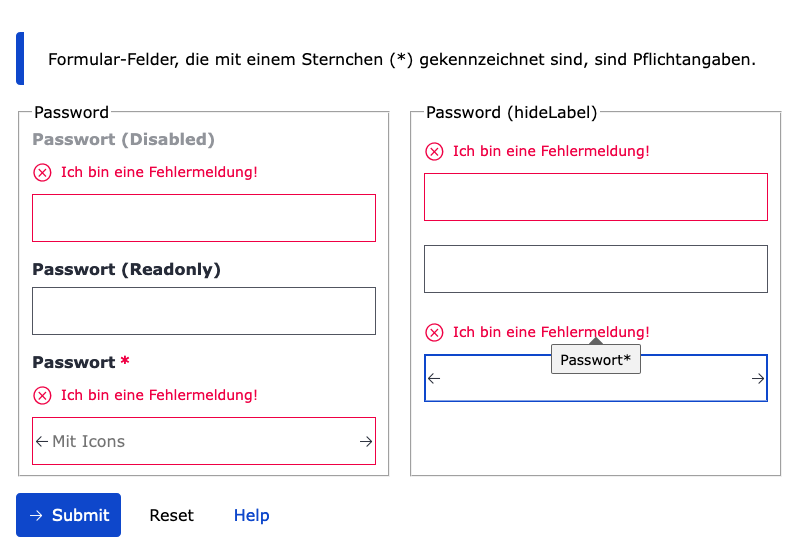 Formular-Felder, die mit einem Sternchen (*) gekennzeichnet sind, sind Pflichtangaben.
Password
Passwort (Disabled)
Ich bin eine Fehlermeldung!
Passwort (Readonly)
Passwort *
Ich bin eine Fehlermeldung!
Mit Icons
Password (hideLabel)
Ich bin eine Fehlermeldung!
Ich bin eine Fehlermeldung!
Passwort*
Submit Reset Help